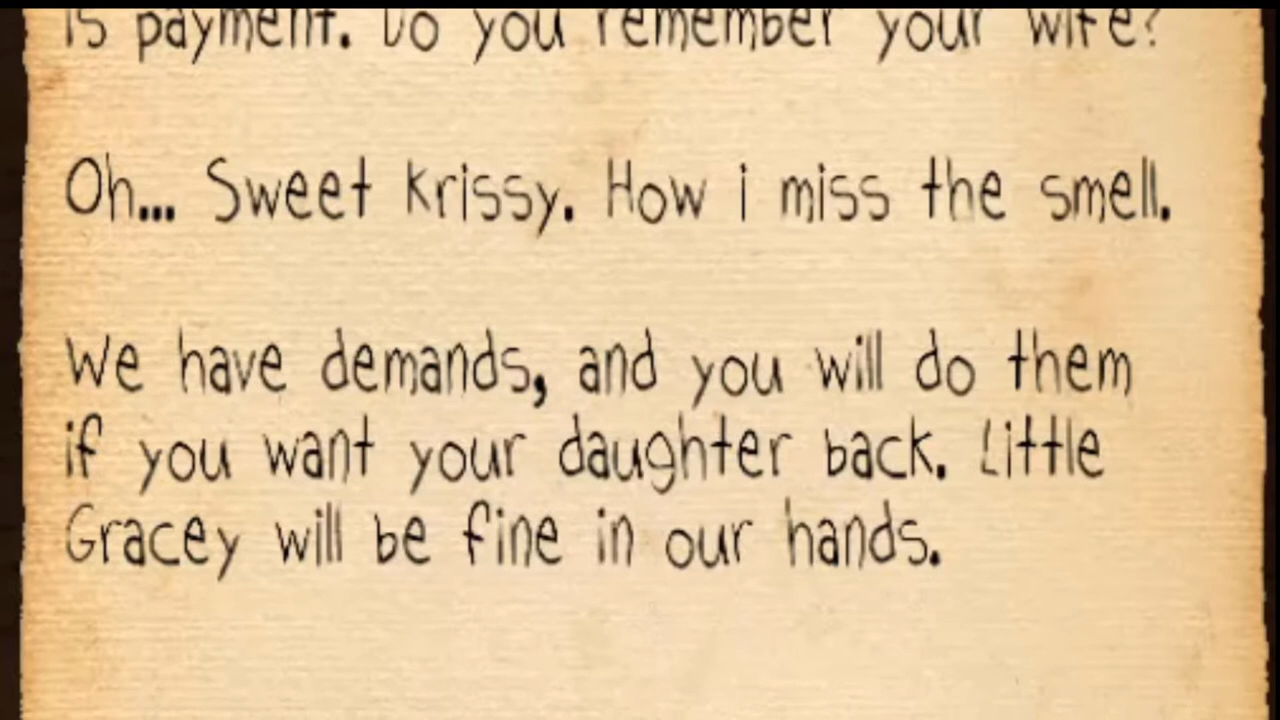 is payment. Do you remember your wife?
Oh... Sweet Krissy. How i miss the smell.
We have demands, and you will do them
if you want your daughter back. Little
Gracey will be fine in our hands.